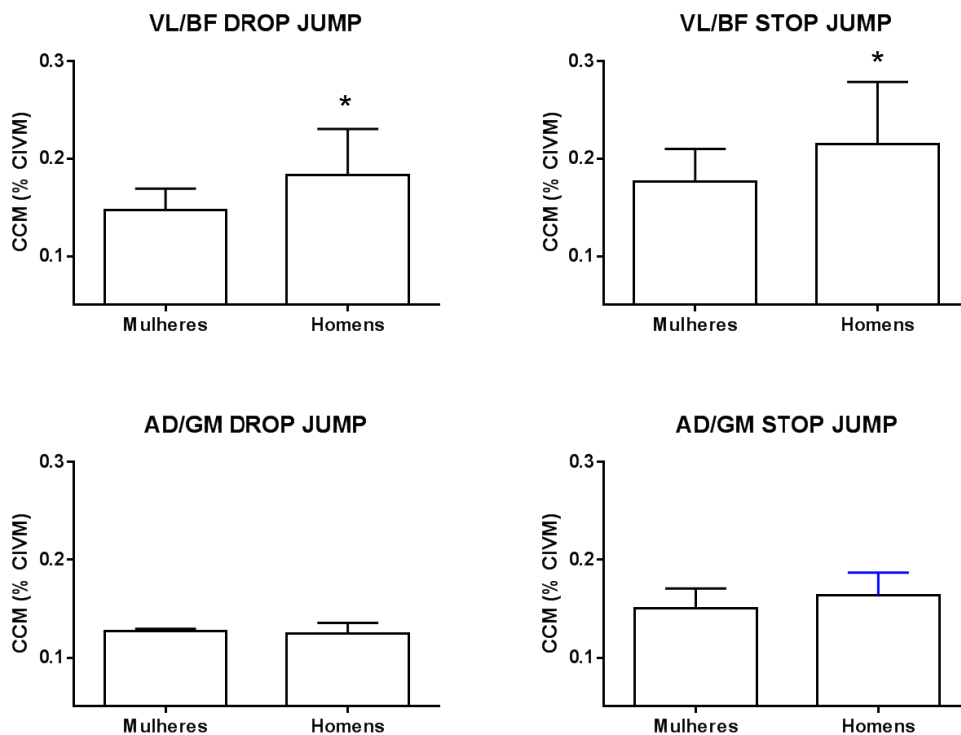 VL/BF DROP JUMP
CCM (% CIVM)
0.3
0.2
0.1
*
Mulheres
Homens
VL/BF STOP JUMP
CCM (% CIVM)
0.3
0.2
0.1
*
Mulheres
Homens
AD/GM DROP JUMP
CCM (% CIVM)
0.3
0.2
0.1
Mulheres
Homens
AD/GM STOP JUMP
CCM (% CIVM)
0.3
0.2
0.1
Mulheres
Homens